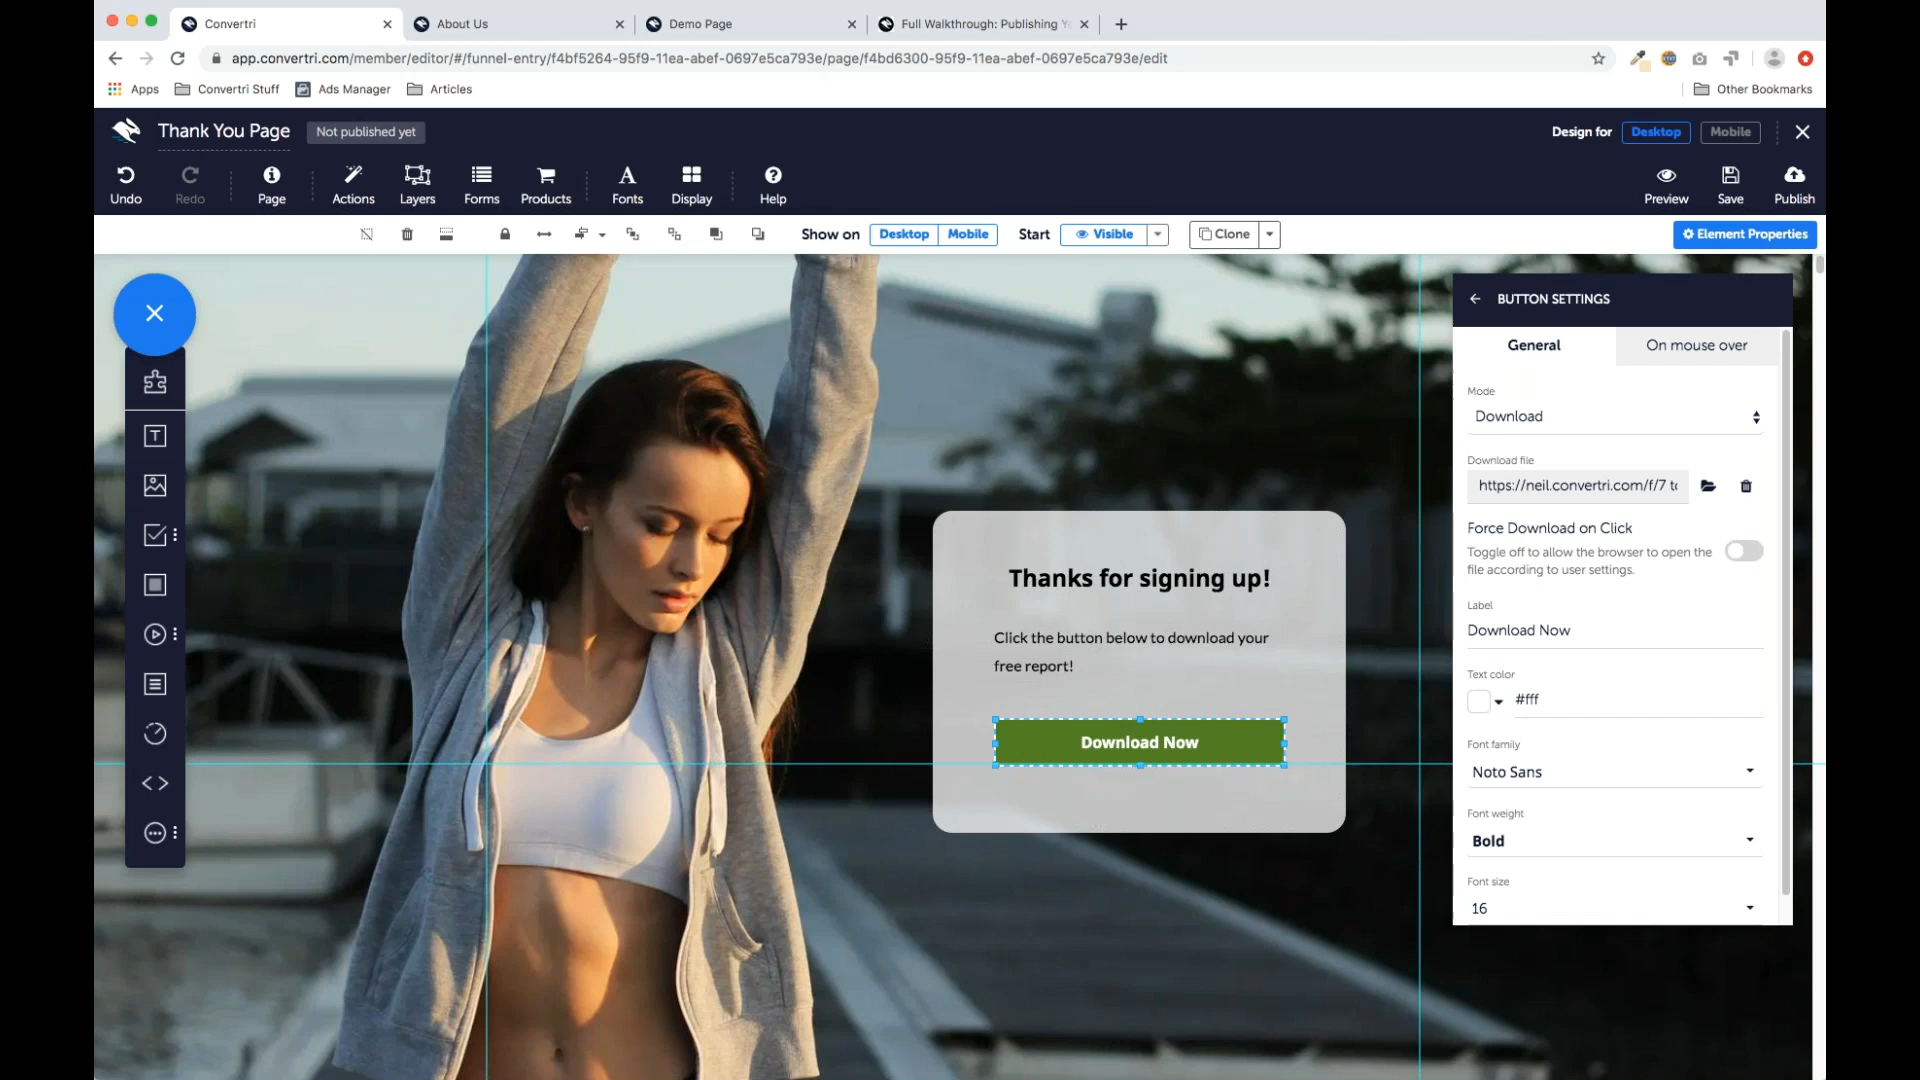 Convertri
About Us
Demo Page
Full Walkthrough: Publishing Y
app.convertri.com/member/editor/#/funnel-entry/f4bf5264-95f9-11ea-abef-0697e5ca793e/page/f4bd6300-95f9-11ea-abef-0697e5ca793e/edit
Apps
Convertri Stuff
Ads Manager
Articles
Other Bookmarks
Thank You Page
Not published yet
Design for
Desktop
Mobile
Undo
Redo
Page
Actions
Layers
Forms
Products
Fonts
Display
Help
Preview
Save
Publish
Show on
Desktop
Mobile
Start
Visible
Clone
Element Properties
BUTTON SETTINGS
General
On mouse over
Mode
Download
Download file
https://neil.convertri.com/f/7 to
Force Download on Click
Toggle off to allow the browser to open the
file according to user settings.
Label
Download Now
Text color
#fff
Font family
Noto Sans
Font weight
Bold
Font size
16
Thanks for signing up!
Click the button below to download your
free report!
Download Now